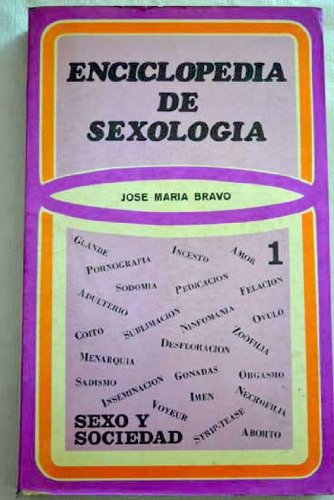 ENCICLOPEDIA
DE
SEXOLOGIA
JOSE MARIA BRAVO
1
GLANDE
INCESTO
AMOR
PORNOGRAFIA
SODOMIA
PEDICACION
FELACION
ADULTERIO
COITO
SUBLIMACION
NINFOMANIA
OVULO
DESFLORACION
ZOOFILIA
MENARQUIA
SADISMO
INSEMINACION
GONADAS
ORGASMO
VOYEUR
IMEN
NECROFILIA
STRIP-TEASE
ABORTO
SEXO Y
SOCIEDAD